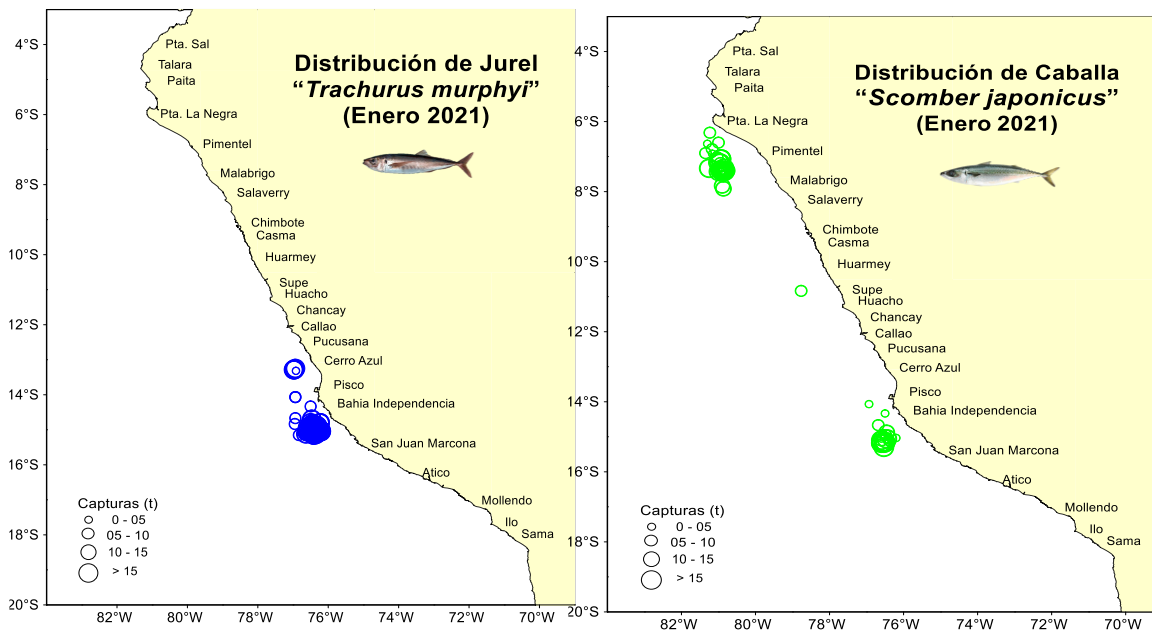 Distribución de Jurel
“Trachurus murphyi”
(Enero 2021)
4°S
6°S
8°S
10°S
12°S
14°S
16°S
18°S
20°S
Pta. Sal
Talara
Paita
Pta. La Negra
Pimentel
Malabrigo
Salaverry
Chimbote
Casma
Huarmey
Supe
Huacho
Chancay
Callao
Pucusana
Cerro Azul
Pisco
Bahia Independencia
San Juan Marcona
Atico
Mollendo
Ilo
Sama
Capturas (t)
0 - 05
05 - 10
10 - 15
> 15
82°W 80°W 78°W 76°W 74°W 72°W 70°W
Distribución de Caballa
“Scomber japonicus”
(Enero 2021)
4°S
6°S
8°S
10°S
12°S
14°S
16°S
18°S
20°S
Pta. Sal
Talara
Paita
Pta. La Negra
Pimentel
Malabrigo
Salaverry
Chimbote
Casma
Huarmey
Supe
Huacho
Chancay
Callao
Pucusana
Cerro Azul
Pisco
Bahia Independencia
San Juan Marcona
Atico
Mollendo
Ilo
Sama
Capturas (t)
0 - 05
05 - 10
10 - 15
> 15
82°W 80°W 78°W 76°W 74°W 72°W 70°W